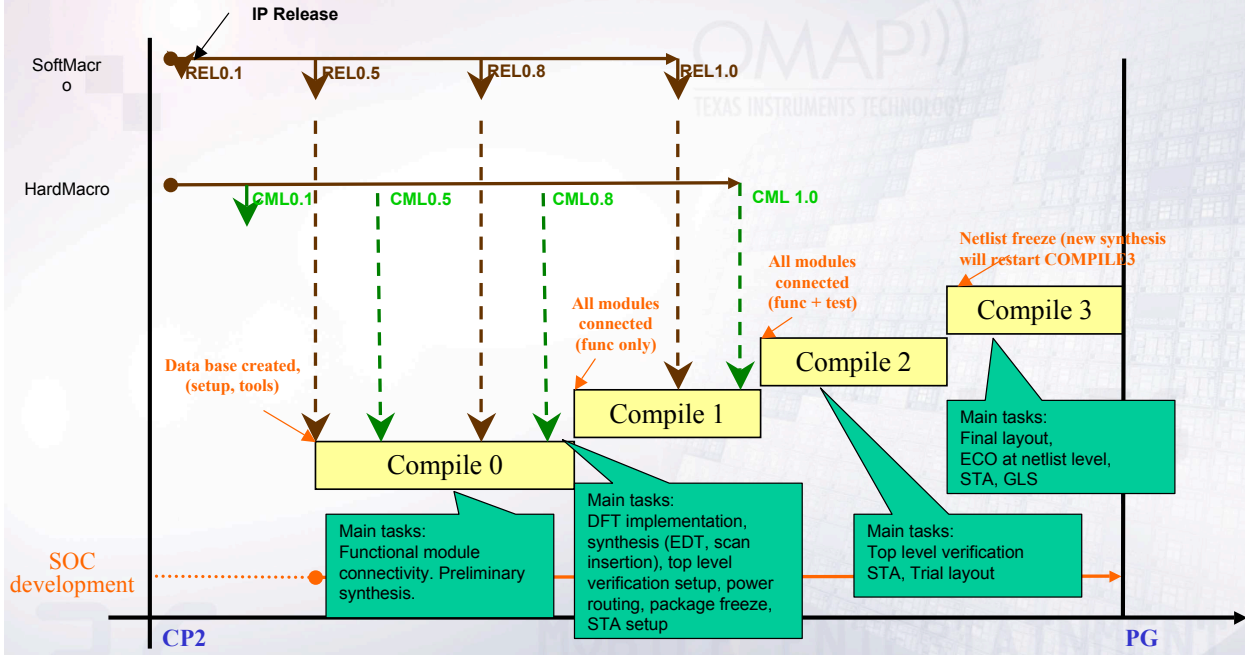 IP Release
OMAP
TEXAS INSTRUMENTS TECHNOLOGY
SoftMacr
o
REL0.1
REL0.5
REL0.8
REL1.0
HardMacro
CML0.1
CML0.5
CML0.8
CML 1.0
Netlist freeze (new synthesis
will restart COMPILE3
All modules
connected
(func + test)
Compile 3
All modules
connected
(func only)
Compile 2
Data base created,
(setup, tools)
Compile 1
Compile 0
Main tasks:
Final layout,
ECO at netlist level,
STA, GLS
Main tasks:
DFT implementation,
synthesis (EDT, scan
insertion), top level
verification setup, power
routing, package freeze,
STA setup
Main tasks:
Functional module
connectivity. Preliminary
synthesis.
Main tasks:
Top level verification
STA, Trial layout
SOC
development
CP2
PG